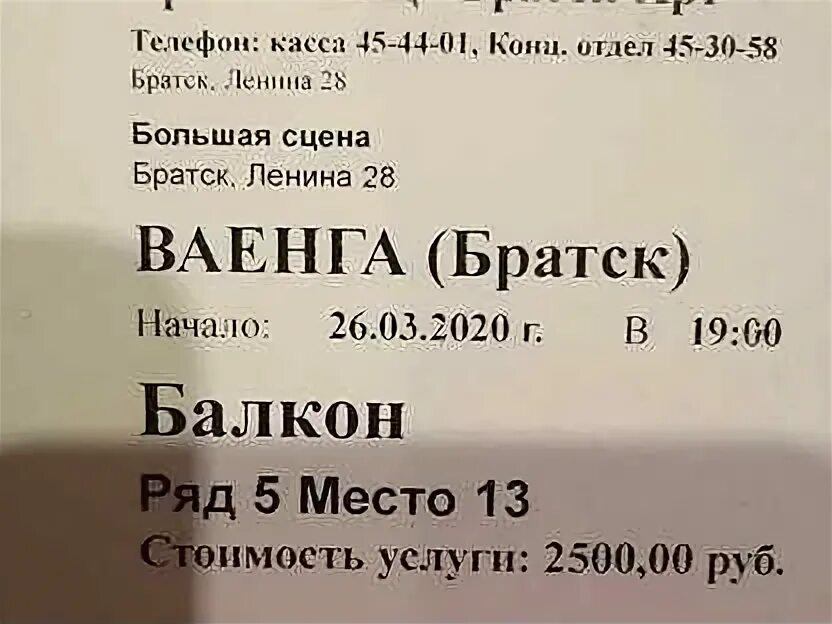 Телефон: касса 45-44-01, Конц. отдел 45-30-58
Братск, Ленина 28
Большая сцена
Братск, Ленина 28
ВАЕНГА (Братск)
Начало: 26.03.2020 г. В 19:00
Балкон
Ряд 5 Место 13
Стоимость услуги: 2500,00 руб.